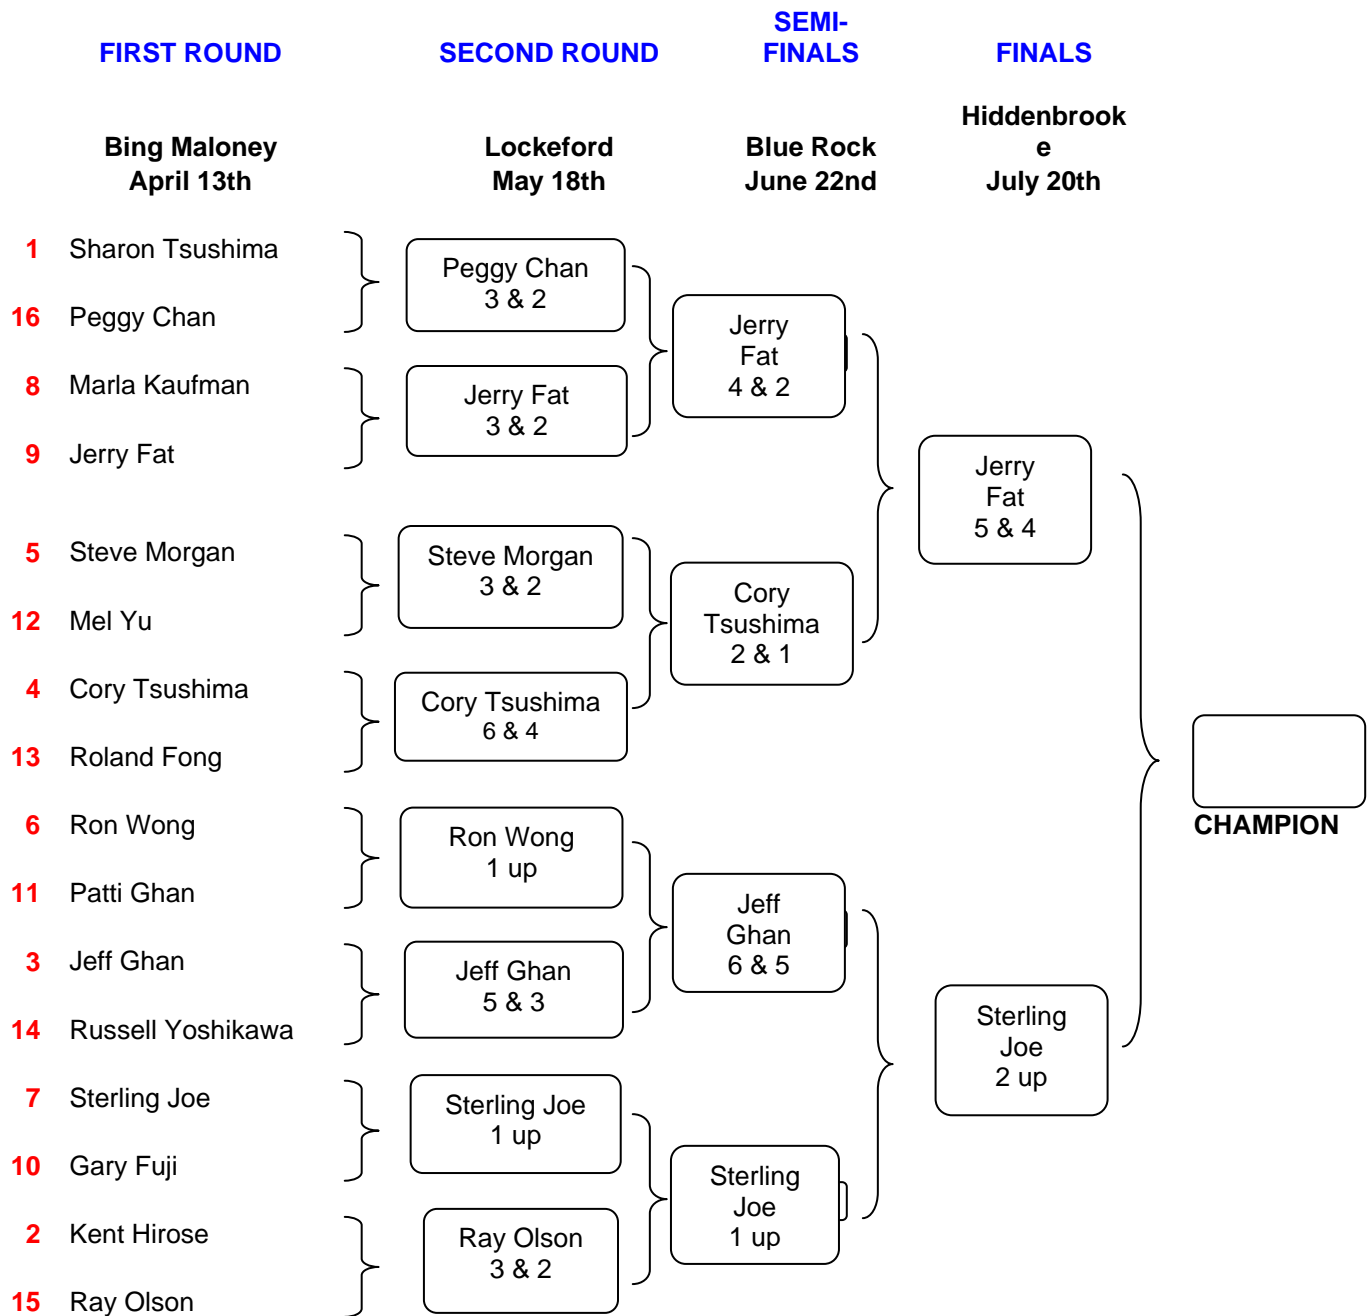 FIRST ROUND
SECOND ROUND
SEMI-
FINALS
FINALS
Bing Maloney
April 13th
Lockeford
May 18th
Blue Rock
June 22nd
Hiddenbrook
e
July 20th
1 Sharon Tsushima
16 Peggy Chan
8 Marla Kaufman
9 Jerry Fat
5 Steve Morgan
12 Mel Yu
4 Cory Tsushima
13 Roland Fong
6 Ron Wong
11 Patti Ghan
3 Jeff Ghan
14 Russell Yoshikawa
7 Sterling Joe
10 Gary Fuji
2 Kent Hirose
15 Ray Olson
Peggy Chan
3 & 2
Jerry Fat
3 & 2
Steve Morgan
3 & 2
Cory Tsushima
6 & 4
Ron Wong
1 up
Jeff Ghan
5 & 3
Sterling Joe
1 up
Ray Olson
3 & 2
Jerry
Fat
4 & 2
Cory
Tsushima
2 & 1
Jeff
Ghan
6 & 5
Sterling
Joe
1 up
Jerry
Fat
5 & 4
Sterling
Joe
2 up
CHAMPION